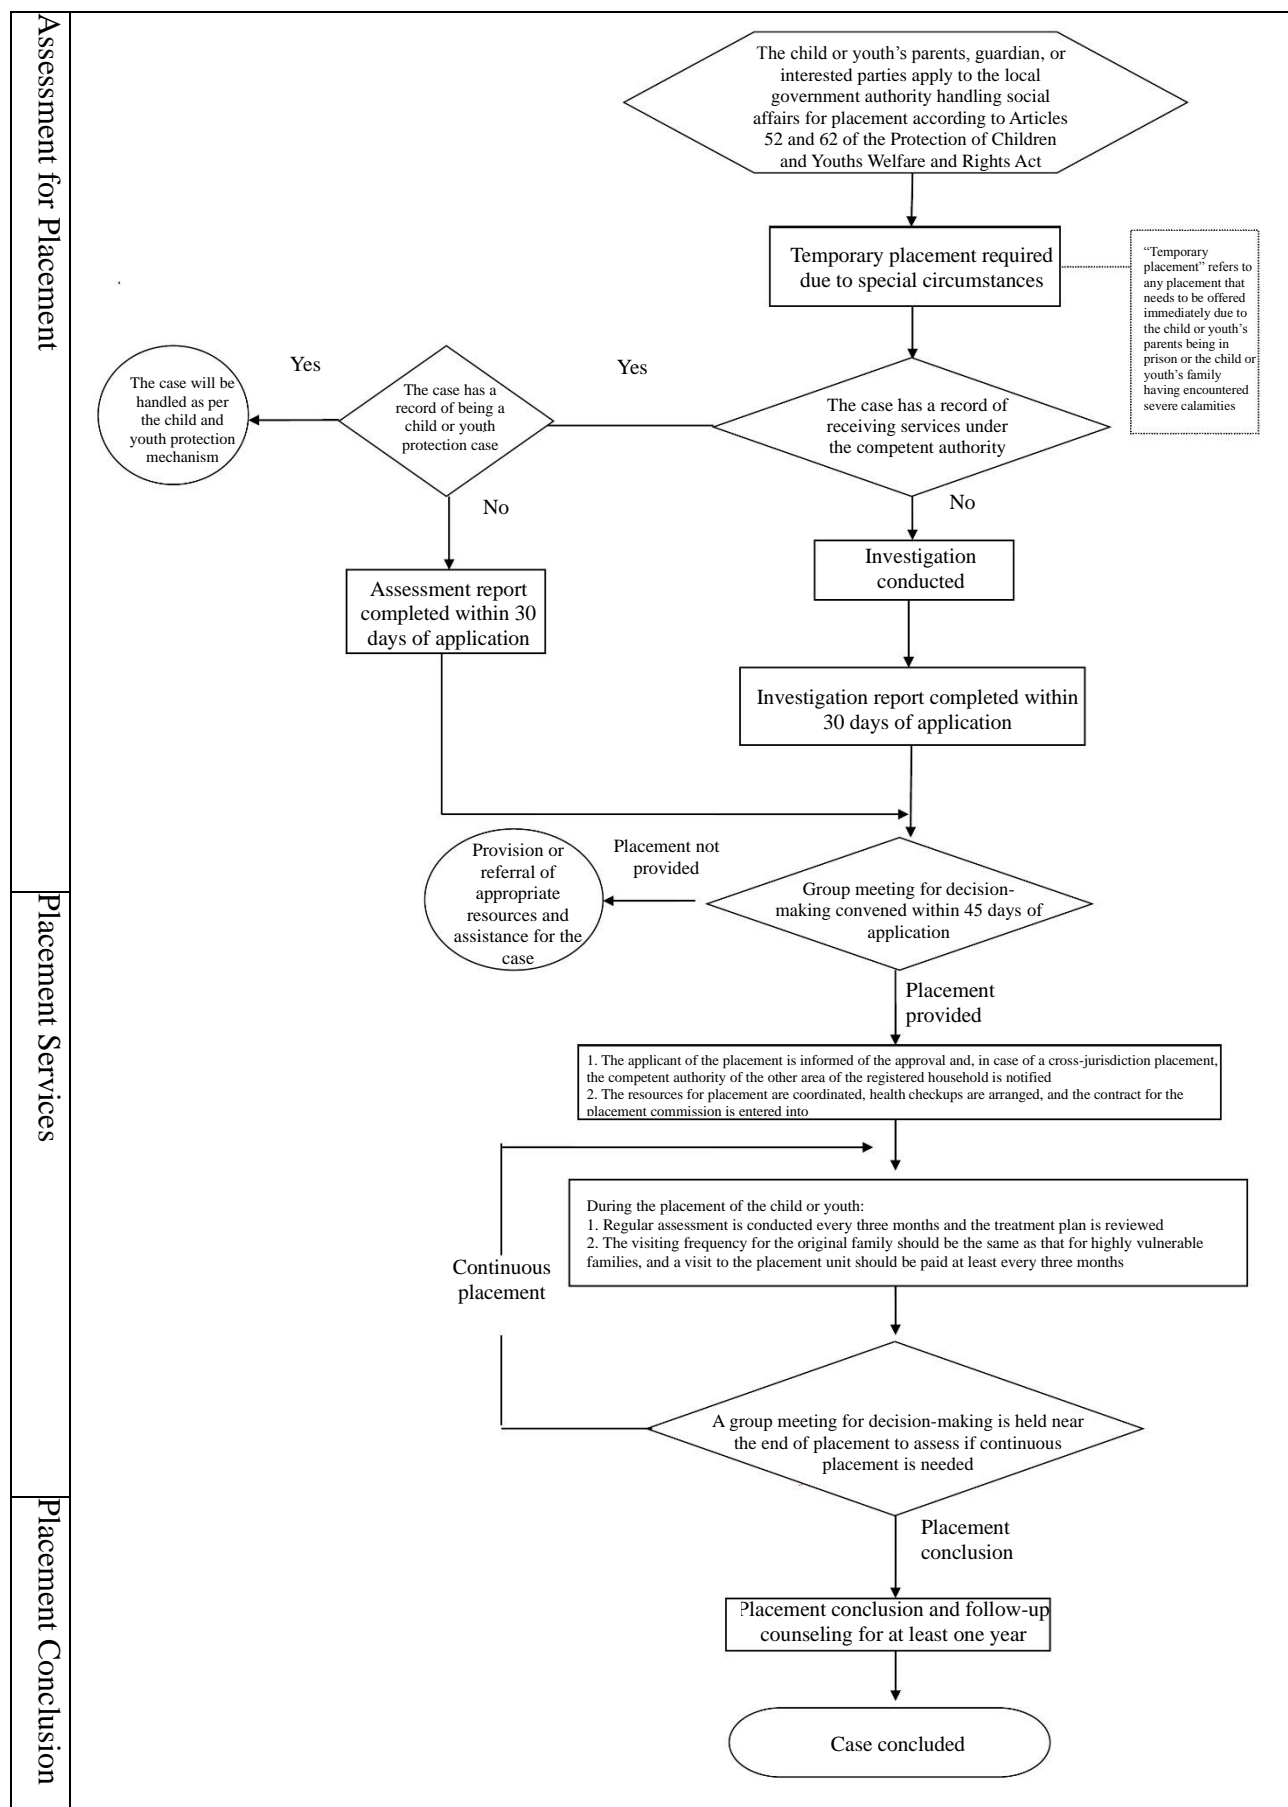 Assessment for Placement
The child or youth’s parents, guardian, or
interested parties apply to the local
government authority handling social
affairs for placement according to Articles
52 and 62 of the Protection of Children
and Youths Welfare and Rights Act
Temporary placement required
due to special circumstances
“Temporary
placement” refers to
any placement that
needs to be offered
immediately due to
the child or youth’s
parents being in
prison or the child or
youth’s family
having encountered
severe calamities
The case has a record of
receiving services under
the competent authority
Yes
The case has a
record of being a
child or youth
protection case
Yes
The case will be
handled as per
the child and
youth protection
mechanism
No
No
Assessment report
completed within 30
days of application
Investigation
conducted
Investigation report completed within
30 days of application
Group meeting for decision-
making convened within 45 days of
application
Placement not
provided
Provision or
referral of
appropriate
resources and
assistance for the
case
Placement Services
Placement
provided
1. The applicant of the placement is informed of the approval and, in case of a cross-jurisdiction placement,
the competent authority of the other area of the registered household is notified
2. The resources for placement are coordinated, health checkups are arranged, and the contract for the
placement commission is entered into
During the placement of the child or youth:
1. Regular assessment is conducted every three months and the treatment plan is reviewed
2. The visiting frequency for the original family should be the same as that for highly vulnerable
families, and a visit to the placement unit should be paid at least every three months
Continuous
placement
A group meeting for decision-making is held near
the end of placement to assess if continuous
placement is needed
Placement Conclusion
Placement
conclusion
Placement conclusion and follow-up
counseling for at least one year
Case concluded